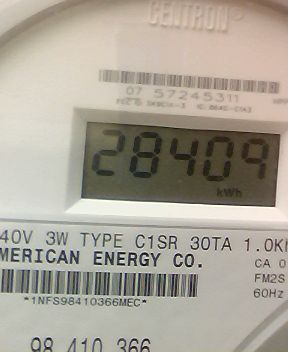 CENTRON®
07 57245311
28409
kWh
40V 3W TYPE C1SR 30TA 1.0K
MERICAN ENERGY CO.
CA 0
FM2S
*1NFS98410366MEC*
60Hz
98 410 366